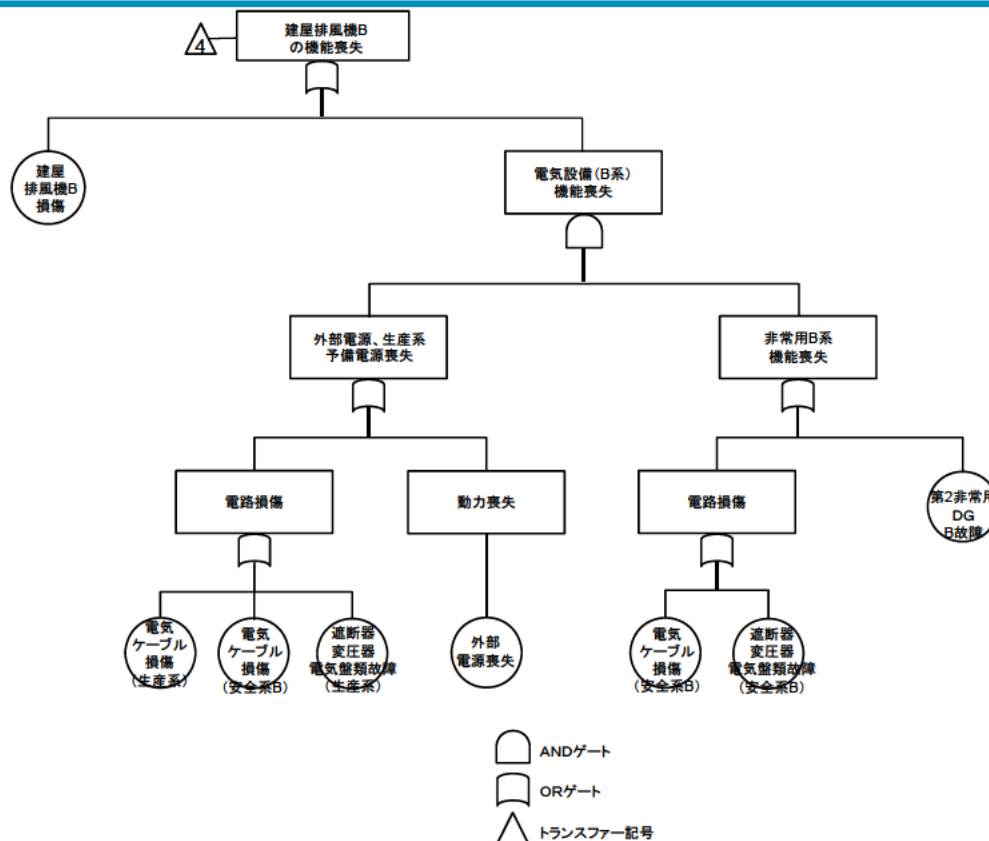 建屋排風機B
の機能喪失
4
建屋
排風機B
損傷
電気設備(B系)
機能喪失
外部電源、生産系
予備電源喪失
非常用B系
機能喪失
電路損傷
動力喪失
電路損傷
第2非常用
DG
B故障
電気
ケーブル
損傷
(生産系)
電気
ケーブル
損傷
(安全系B)
遮断器
変圧器
電気盤類故障
(生産系)
外部
電源喪失
電気
ケーブル
損傷
(安全系B)
遮断器
変圧器
電気盤類故障
(安全系B)
ANDゲート
ORゲート
トランスファー記号